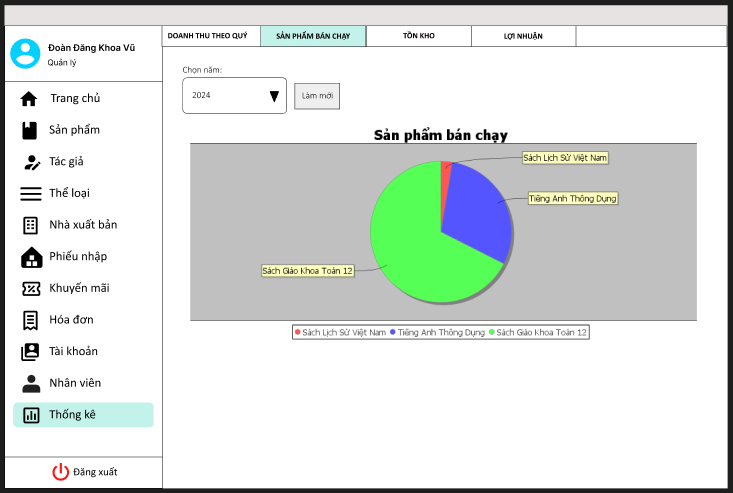 Đoàn Đăng Khoa Vũ
Quản lý
Trang chủ
Sản phẩm
Tác giả
Thể loại
Nhà xuất bản
Phiếu nhập
Khuyến mãi
Hóa đơn
Tài khoản
Nhân viên
Thống kê
Đăng xuất
DOANH THU THEO QUÝ
SẢN PHẨM BÁN CHẠY
TỒN KHO
LỢI NHUẬN
Chọn năm:
2024
Làm mới
Sản phẩm bán chạy
Sách Lịch Sử Việt Nam
Tiếng Anh Thông Dụng
Sách Giáo Khoa Toán 12
Sách Lịch Sử Việt Nam Tiếng Anh Thông Dụng Sách Giáo Khoa Toán 12